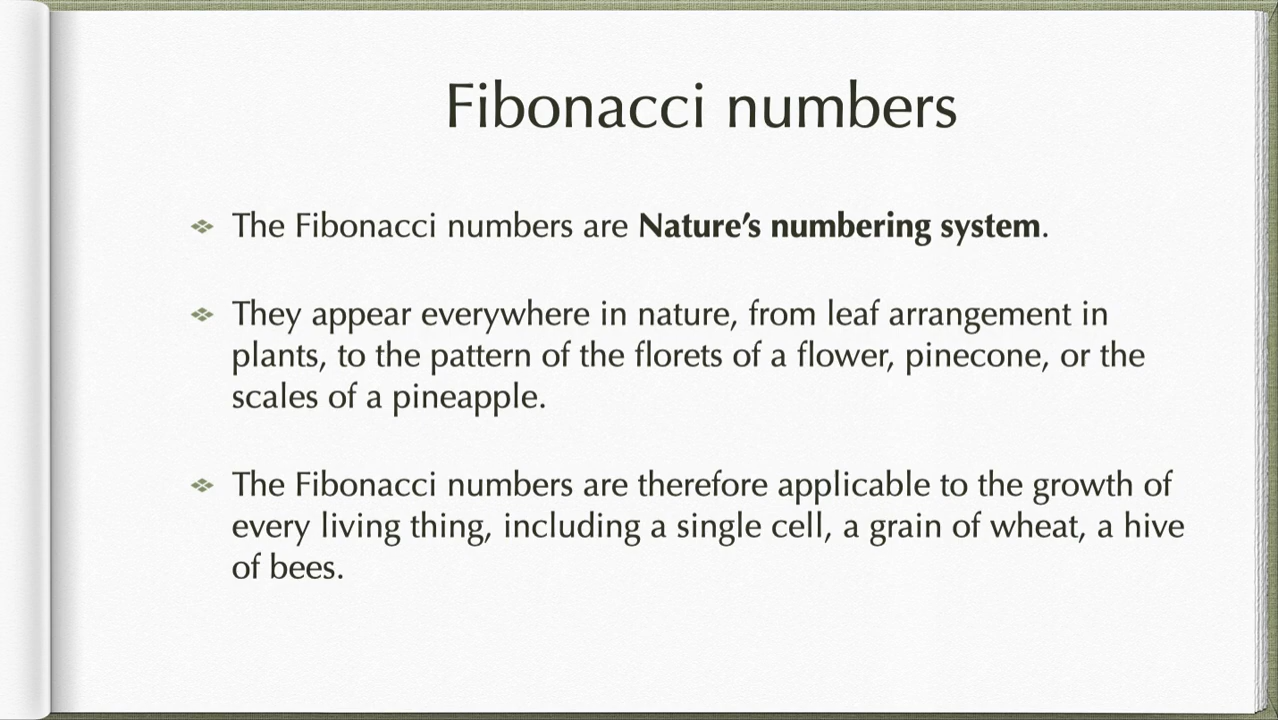 Fibonacci numbers
The Fibonacci numbers are Nature’s numbering system.
They appear everywhere in nature, from leaf arrangement in
plants, to the pattern of the florets of a flower, pinecone, or the
scales of a pineapple.
The Fibonacci numbers are therefore applicable to the growth of
every living thing, including a single cell, a grain of wheat, a hive
of bees.